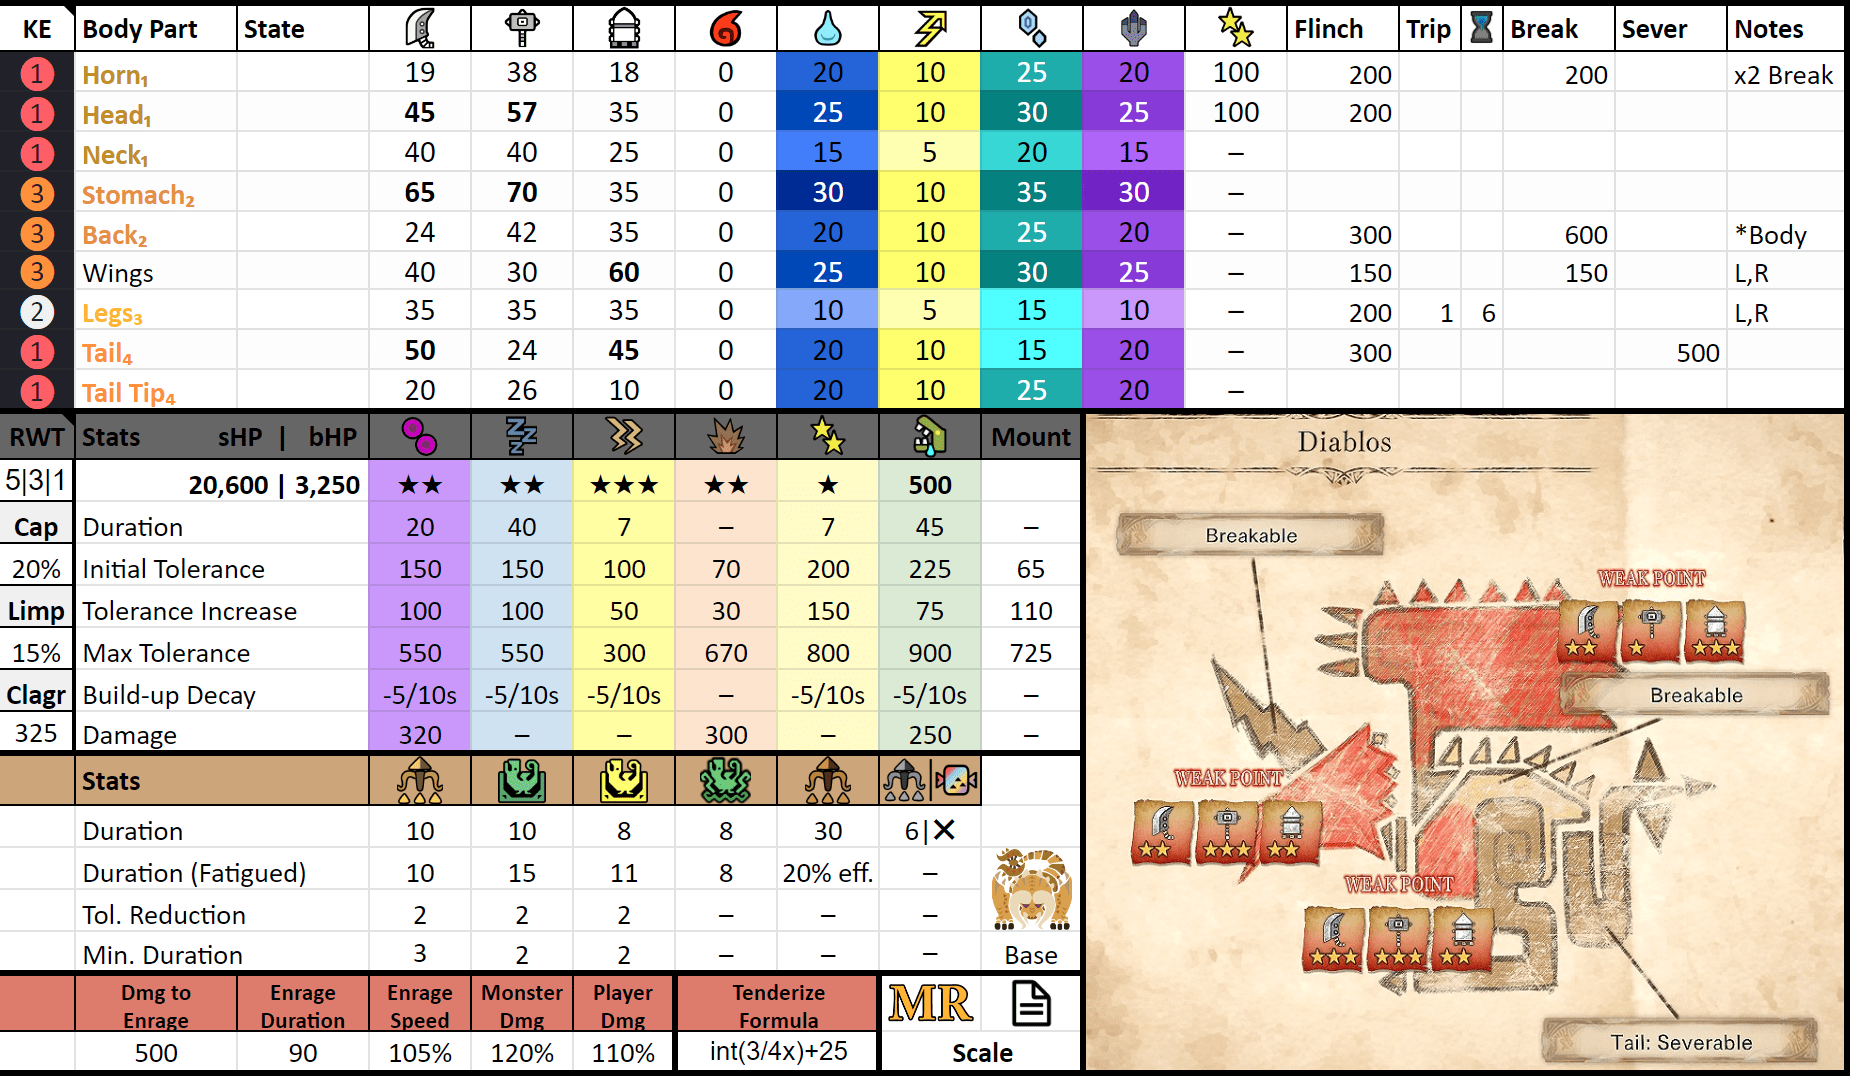 KE Body Part State Flinch Trip Break Sever Notes
1 Horn₁ 19 38 18 0 20 10 25 20 100 200 200 x2 Break
1 Head₁ 45 57 35 0 25 10 30 25 100 200
1 Neck₁ 40 40 25 0 15 5 20 15 –
3 Stomach₂ 65 70 35 0 30 10 35 30 –
3 Back₂ 24 42 35 0 20 10 25 20 – 300 600 *Body
3 Wings 40 30 60 0 25 10 30 25 – 150 150 L,R
2 Legs₃ 35 35 35 0 10 5 15 10 – 200 1 6 L,R
1 Tail₄ 50 24 45 0 20 10 15 20 – 300 500
1 Tail Tip₄ 20 26 10 0 20 10 25 20 –
RWT Stats sHP | bHP Mount
5|3|1 20,600 | 3,250 ★★ ★★ ★★★ ★★ ★ 500
Cap Duration 20 40 7 – 7 45 –
20% Initial Tolerance 150 150 100 70 200 225 65
Limp Tolerance Increase 100 100 50 30 150 75 110
15% Max Tolerance 550 550 300 670 800 900 725
Clagr Build-up Decay -5/10s -5/10s -5/10s – -5/10s -5/10s –
325 Damage 320 – – 300 – 250 –
Stats
Duration 10 10 8 8 30 6|✕
Duration (Fatigued) 10 15 11 8 20% eff. –
Tol. Reduction 2 2 2 – – –
Min. Duration 3 2 2 – – – Base
Dmg to Enrage Enrage Duration Enrage Speed Monster Dmg Player Dmg Tenderize Formula MR
500 90 105% 120% 110% int(3/4x)+25 Scale
Diablos
Breakable
WEAK POINT
Breakable
WEAK POINT
WEAK POINT
Tail: Severable